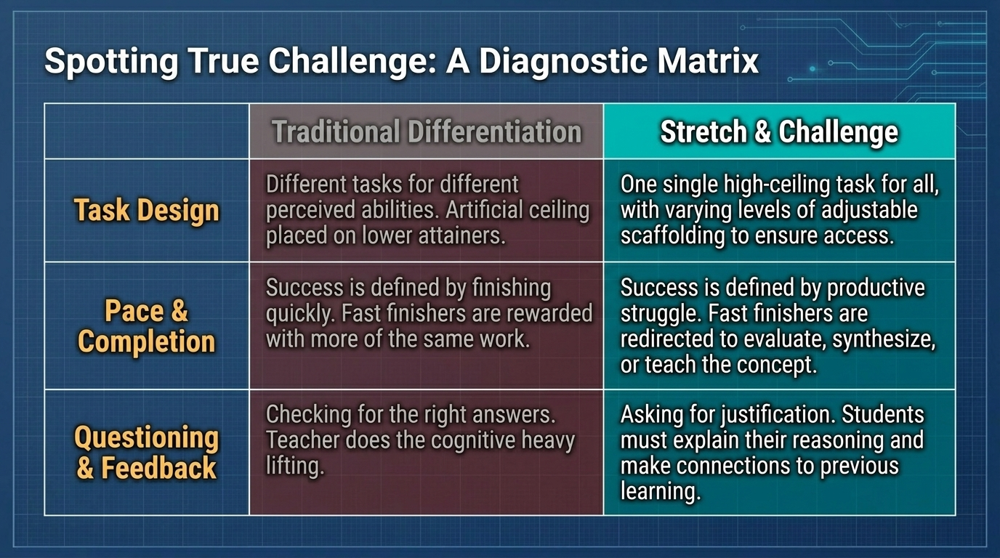 Spotting True Challenge: A Diagnostic Matrix
Traditional Differentiation
Stretch & Challenge
Task Design
Different tasks for different
perceived abilities. Artificial ceiling
placed on lower attainers.
One single high-ceiling task for all,
with varying levels of adjustable
scaffolding to ensure access.
Pace &
Completion
Success is defined by finishing
quickly. Fast finishers are rewarded
with more of the same work.
Success is defined by productive
struggle. Fast finishers are
redirected to evaluate, synthesize,
or teach the concept.
Questioning
& Feedback
Checking for the right answers.
Teacher does the cognitive heavy
lifting.
Asking for justification. Students
must explain their reasoning and
make connections to previous
learning.